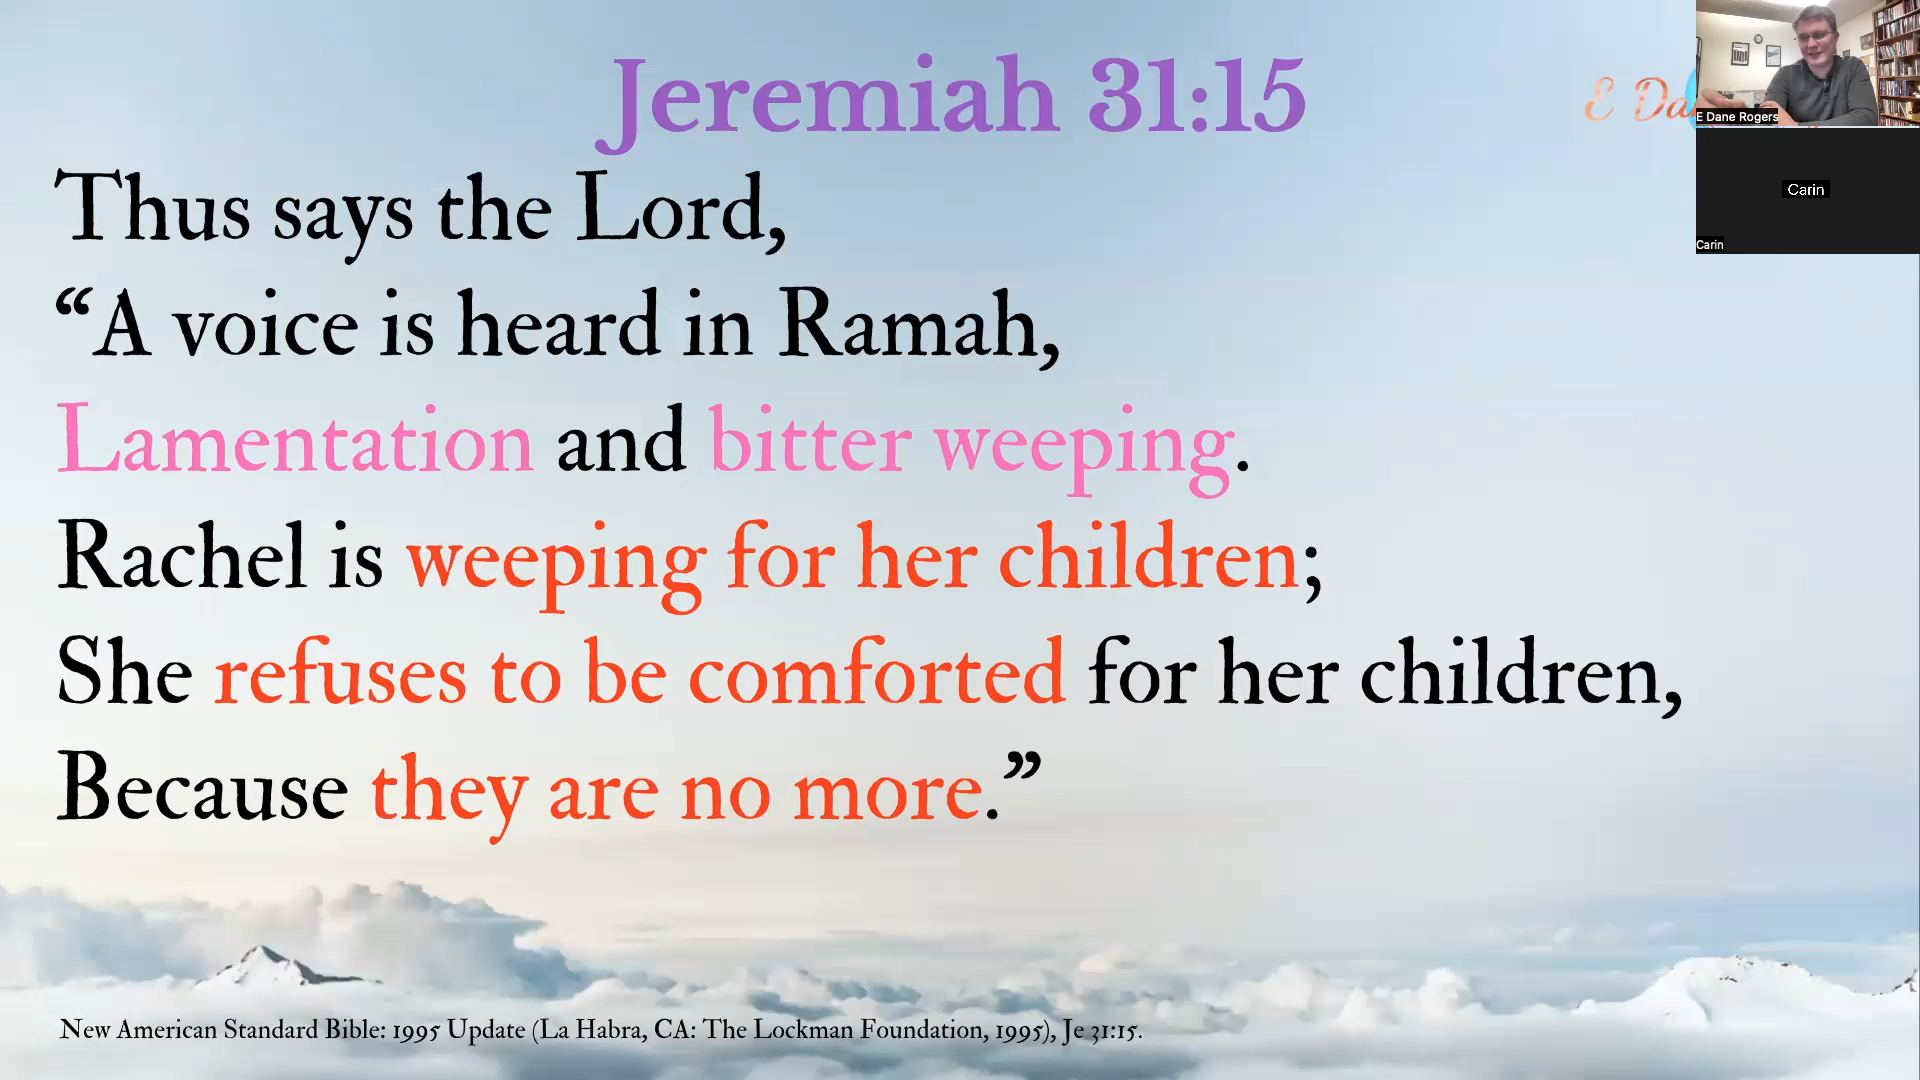 Jeremiah 31:15
E Da
E Dane Rogers
Carin
Carin
Thus says the Lord,
“A voice is heard in Ramah,
Lamentation and bitter weeping.
Rachel is weeping for her children;
She refuses to be comforted for her children,
Because they are no more.”
New American Standard Bible: 1995 Update (La Habra, CA: The Lockman Foundation, 1995), Je 31:15.